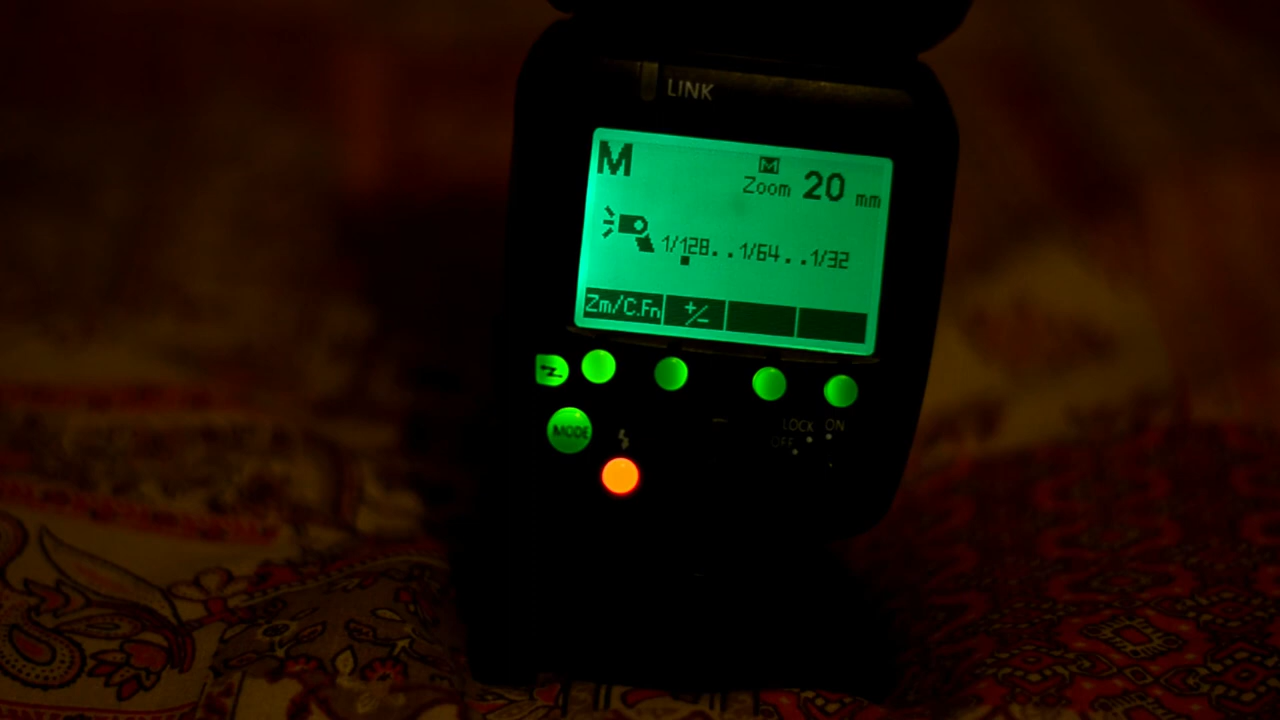 LINK
M
M
Zoom 20 mm
1/128..1/64..1/32
Zm/C.Fn +/-
MODE
LOCK ON
OFF